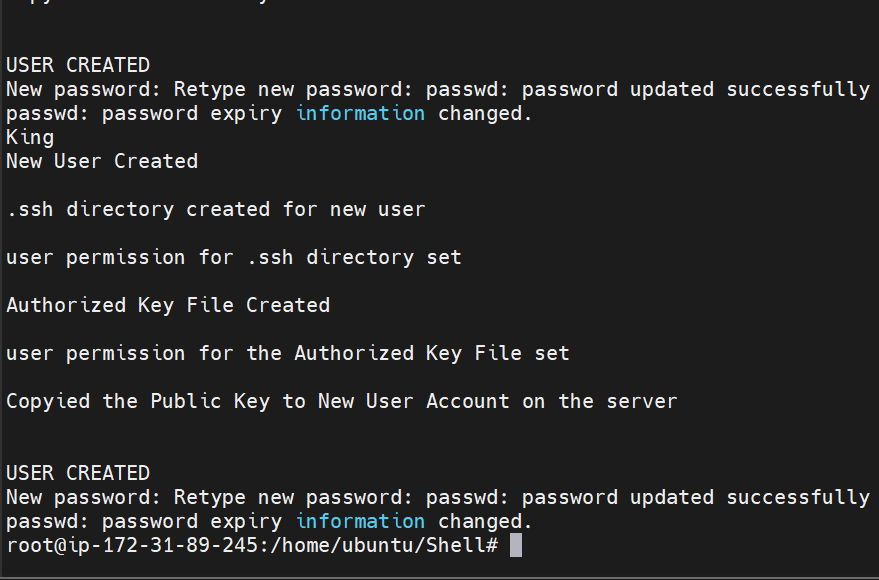 USER CREATED
New password: Retype new password: passwd: password updated successfully
passwd: password expiry information changed.
King
New User Created
.ssh directory created for new user
user permission for .ssh directory set
Authorized Key File Created
user permission for the Authorized Key File set
Copyied the Public Key to New User Account on the server
USER CREATED
New password: Retype new password: passwd: password updated successfully
passwd: password expiry information changed.
root@ip-172-31-89-245:/home/ubuntu/Shell#